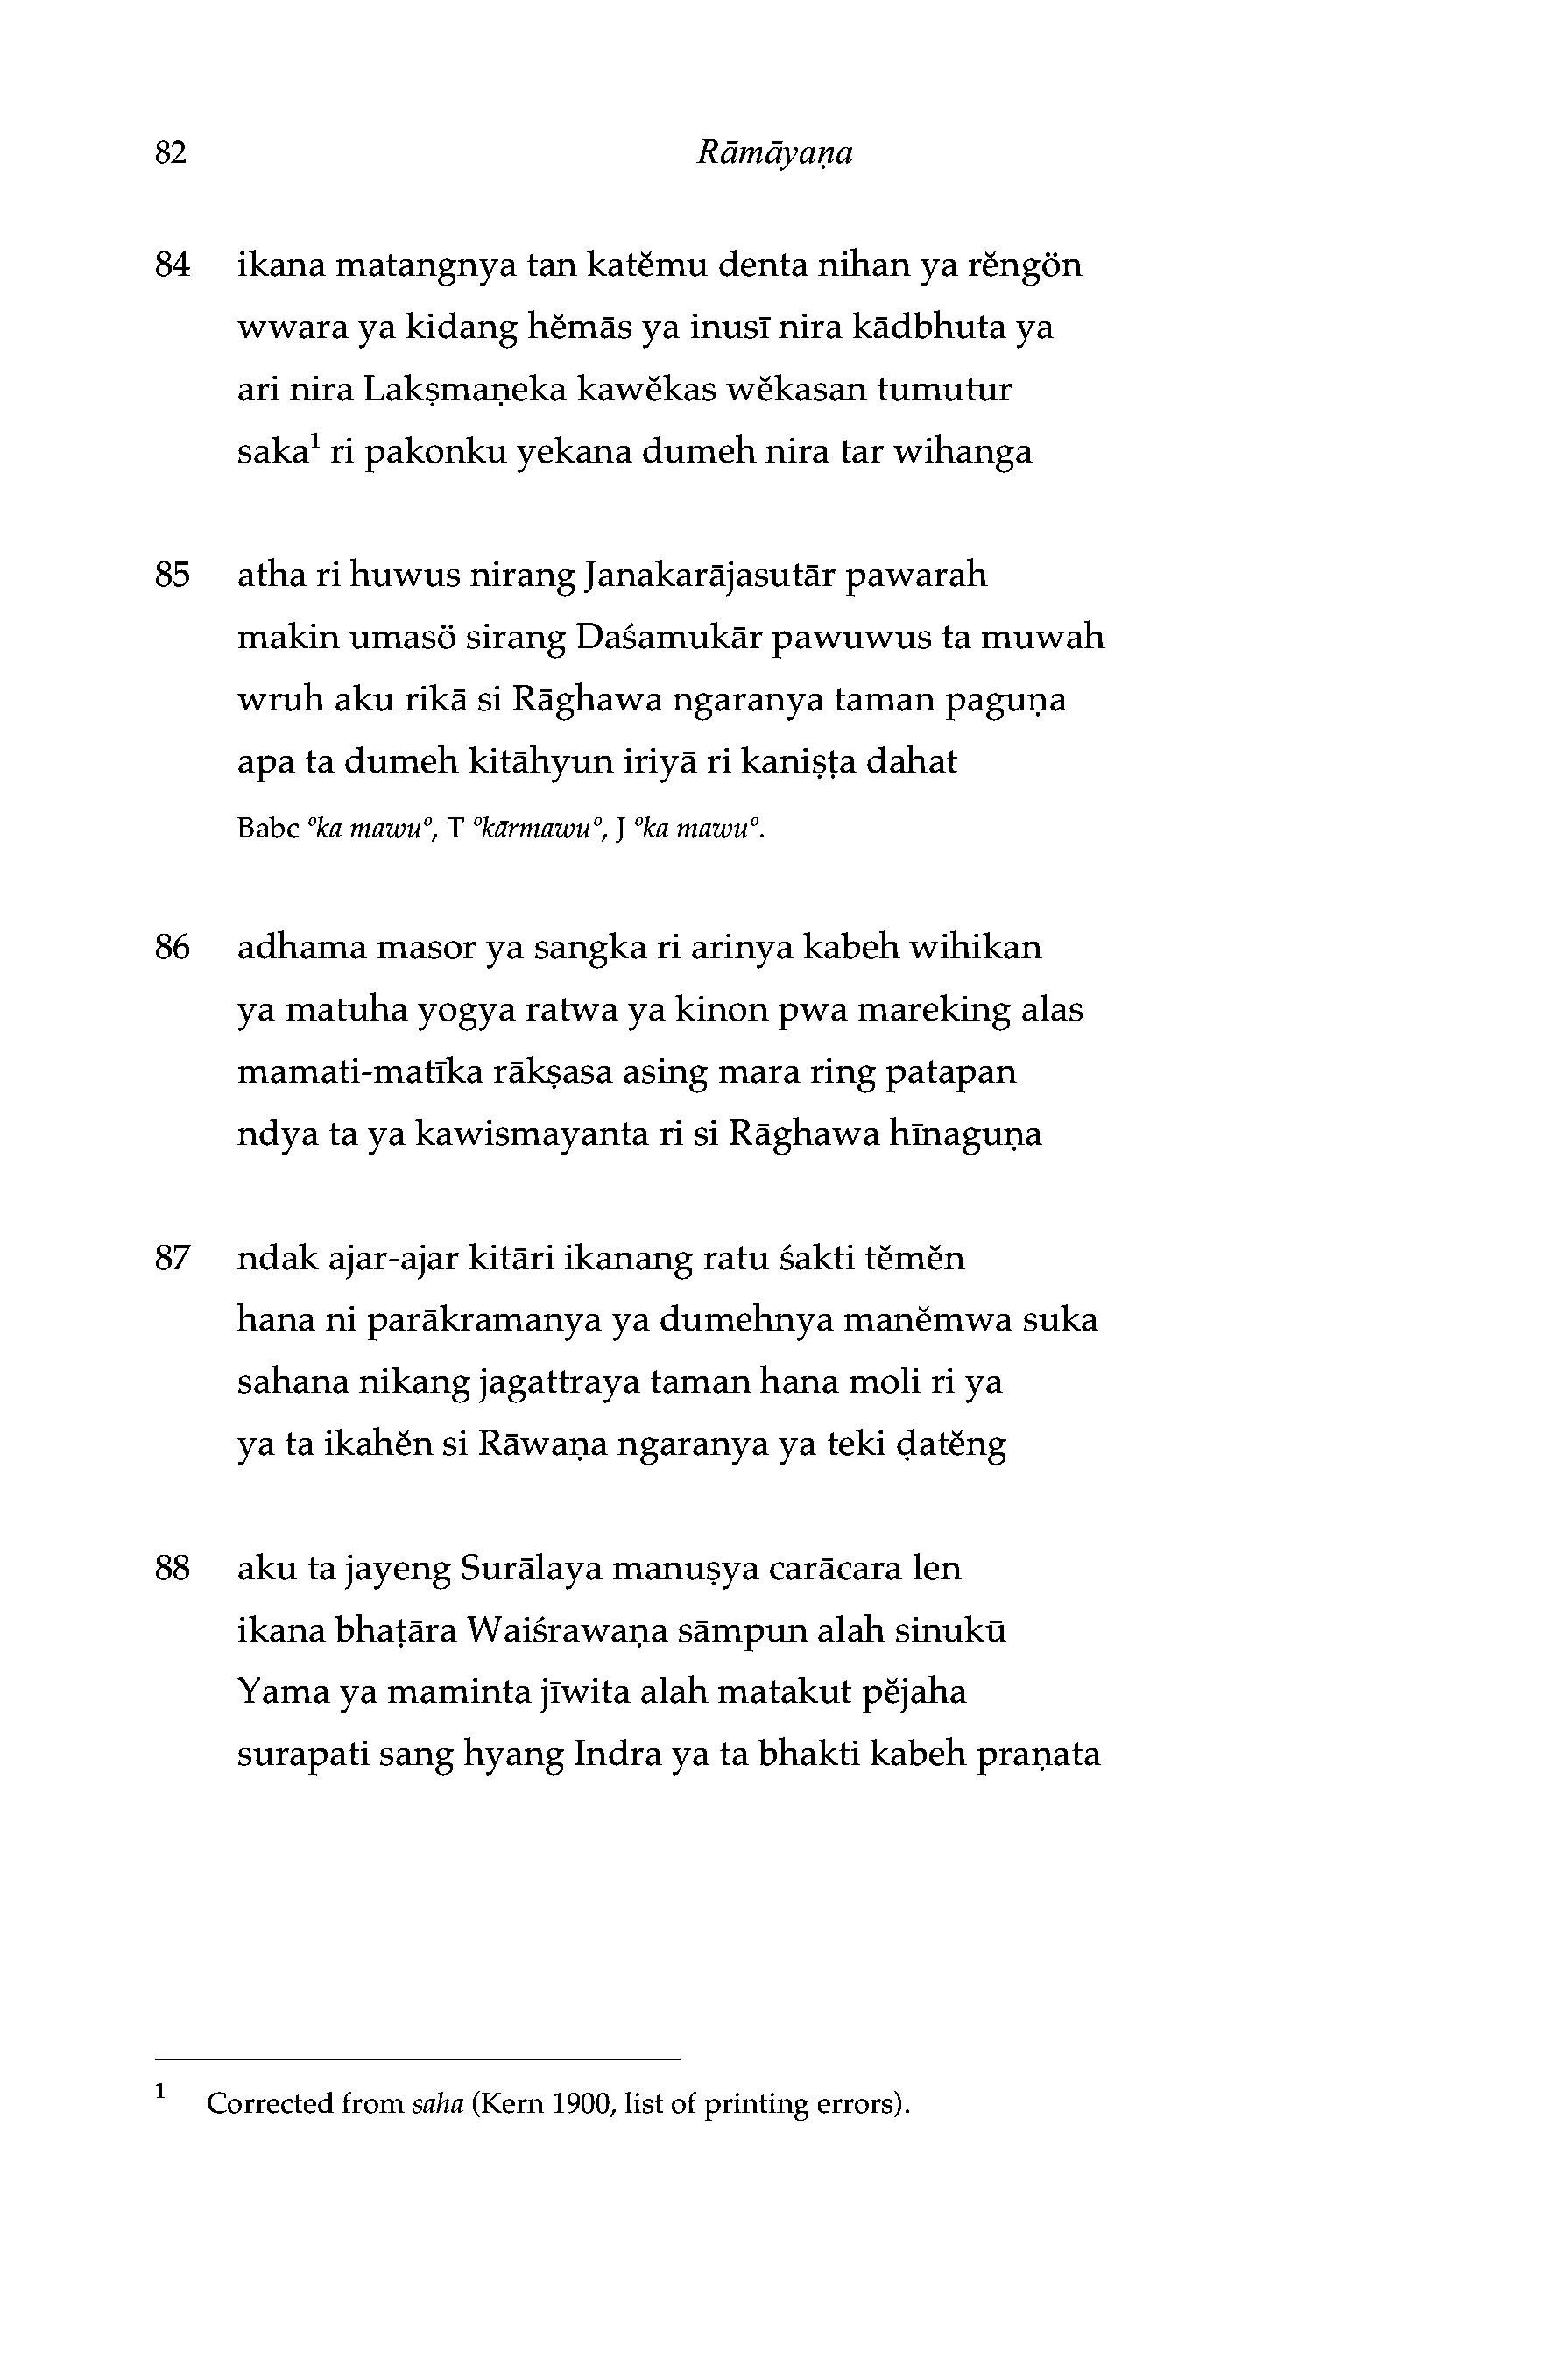 82 Rāmāyaṇa
84 ikana matangnya tan katĕmu denta nihan ya rĕngön
wwara ya kidang hĕmās ya inusī nira kādbhuta ya
ari nira Lakṣmaṇeka kawĕkas wĕkasan tumutur
saka¹ ri pakonku yekana dumeh nira tar wihanga
85 atha ri huwus nirang Janakarājasutār pawarah
makin umasö sirang Daśamukār pawuwus ta muwah
wruh aku rikā si Rāghawa ngaranya taman paguṇa
apa ta dumeh kitāhyun iriyā ri kaniṣṭa dahat
Babc °ka mawu°, T °kārmawu°, J °ka mawu°.
86 adhama masor ya sangka ri arinya kabeh wihikan
ya matuha yogya ratwa ya kinon pwa mareking alas
mamati-matīka rākṣasa asing mara ring patapan
ndya ta ya kawismayanta ri si Rāghawa hīnaguṇa
87 ndak ajar-ajar kitāri ikanang ratu śakti tĕmĕn
hana ni parākramanya ya dumehnya manĕmwa suka
sahana nikang jagattraya taman hana moli ri ya
ya ta ikahĕn si Rāwaṇa ngaranya ya teki ḍatĕng
88 aku ta jayeng Surālaya manuṣya carācara len
ikana bhaṭāra Waiśrawaṇa sāmpun alah sinukū
Yama ya maminta jīwita alah matakut pĕjaha
surapati sang hyang Indra ya ta bhakti kabeh praṇata
¹ Corrected from saha (Kern 1900, list of printing errors).